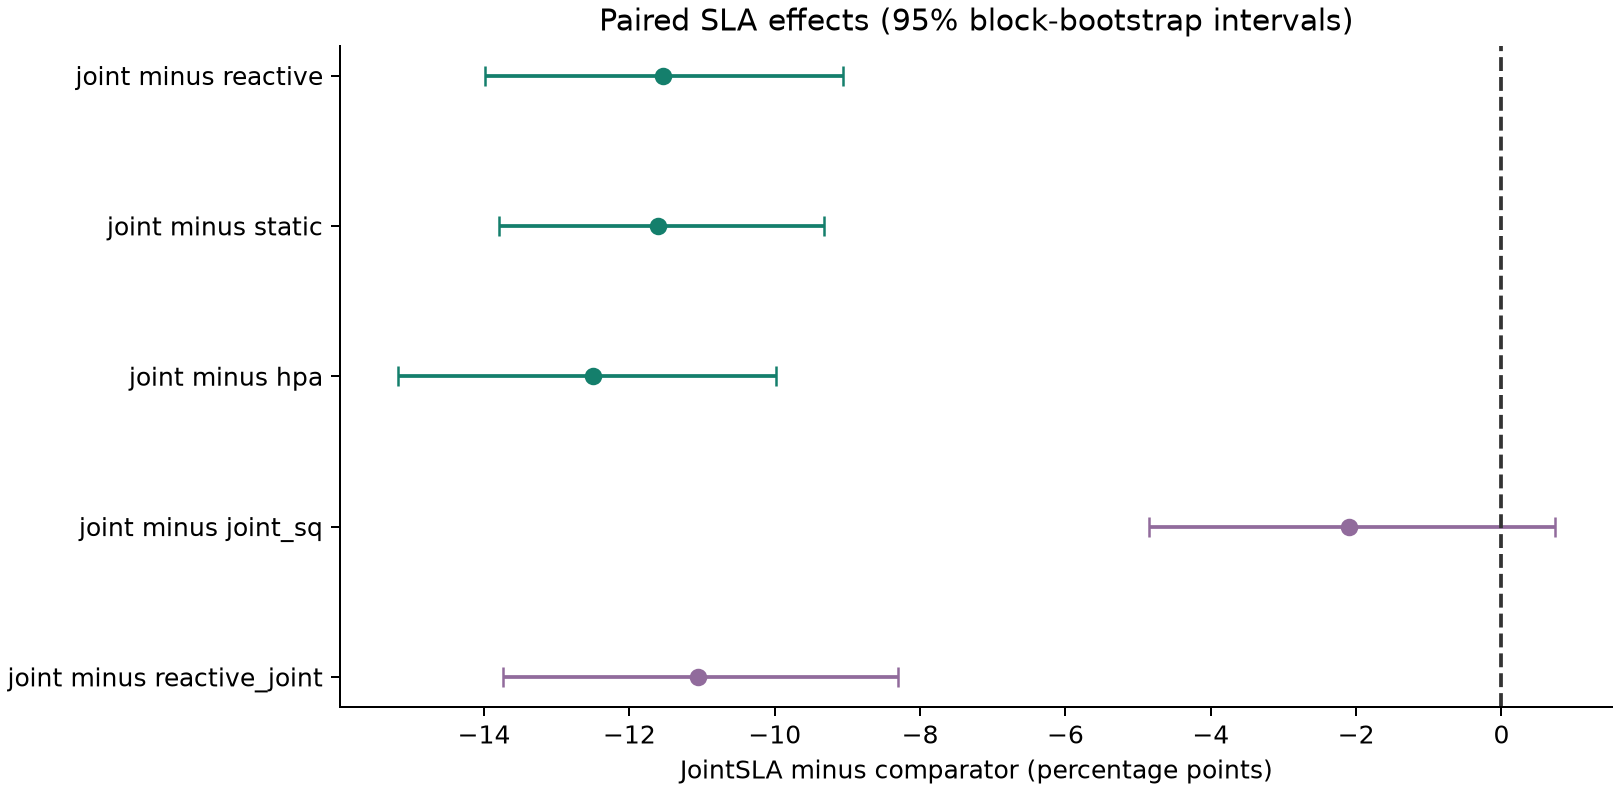 Paired SLA effects (95% block-bootstrap intervals)
joint minus reactive
joint minus static
joint minus hpa
joint minus joint_sq
joint minus reactive_joint
−14 −12 −10 −8 −6 −4 −2 0
JointSLA minus comparator (percentage points)